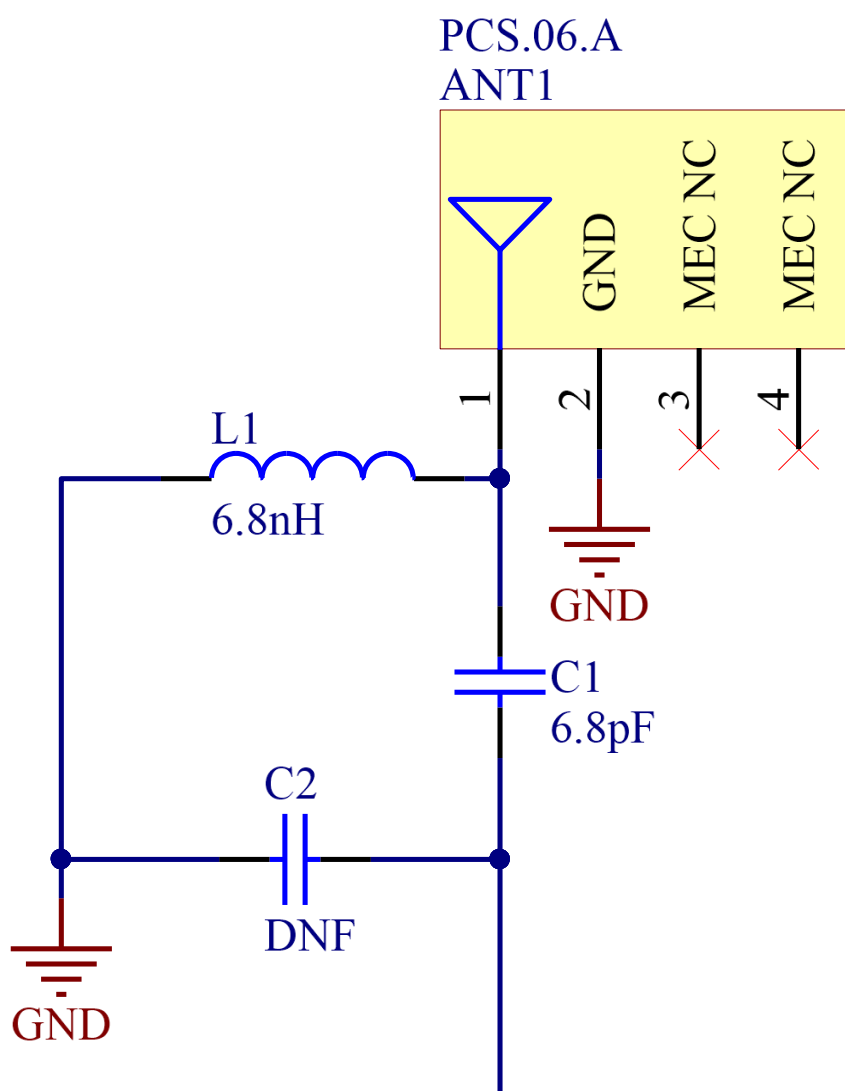 PCS.06.A
ANT1
GND
MEC NC
MEC NC
1
2
3
4
L1
6.8nH
GND
C1
6.8pF
C2
DNF
GND